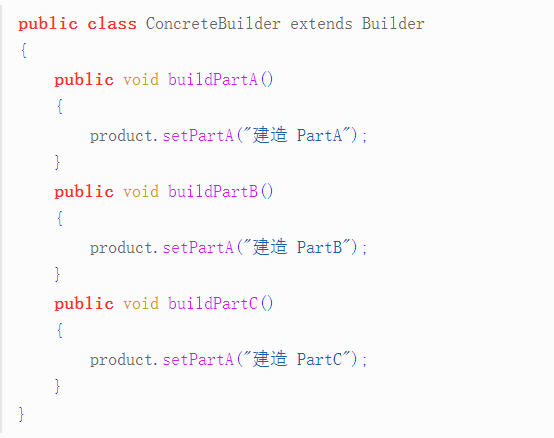 public class ConcreteBuilder extends Builder
{
    public void buildPartA()
    {
        product.setPartA("建造 PartA");
    }
    public void buildPartB()
    {
        product.setPartA("建造 PartB");
    }
    public void buildPartC()
    {
        product.setPartA("建造 PartC");
    }
}